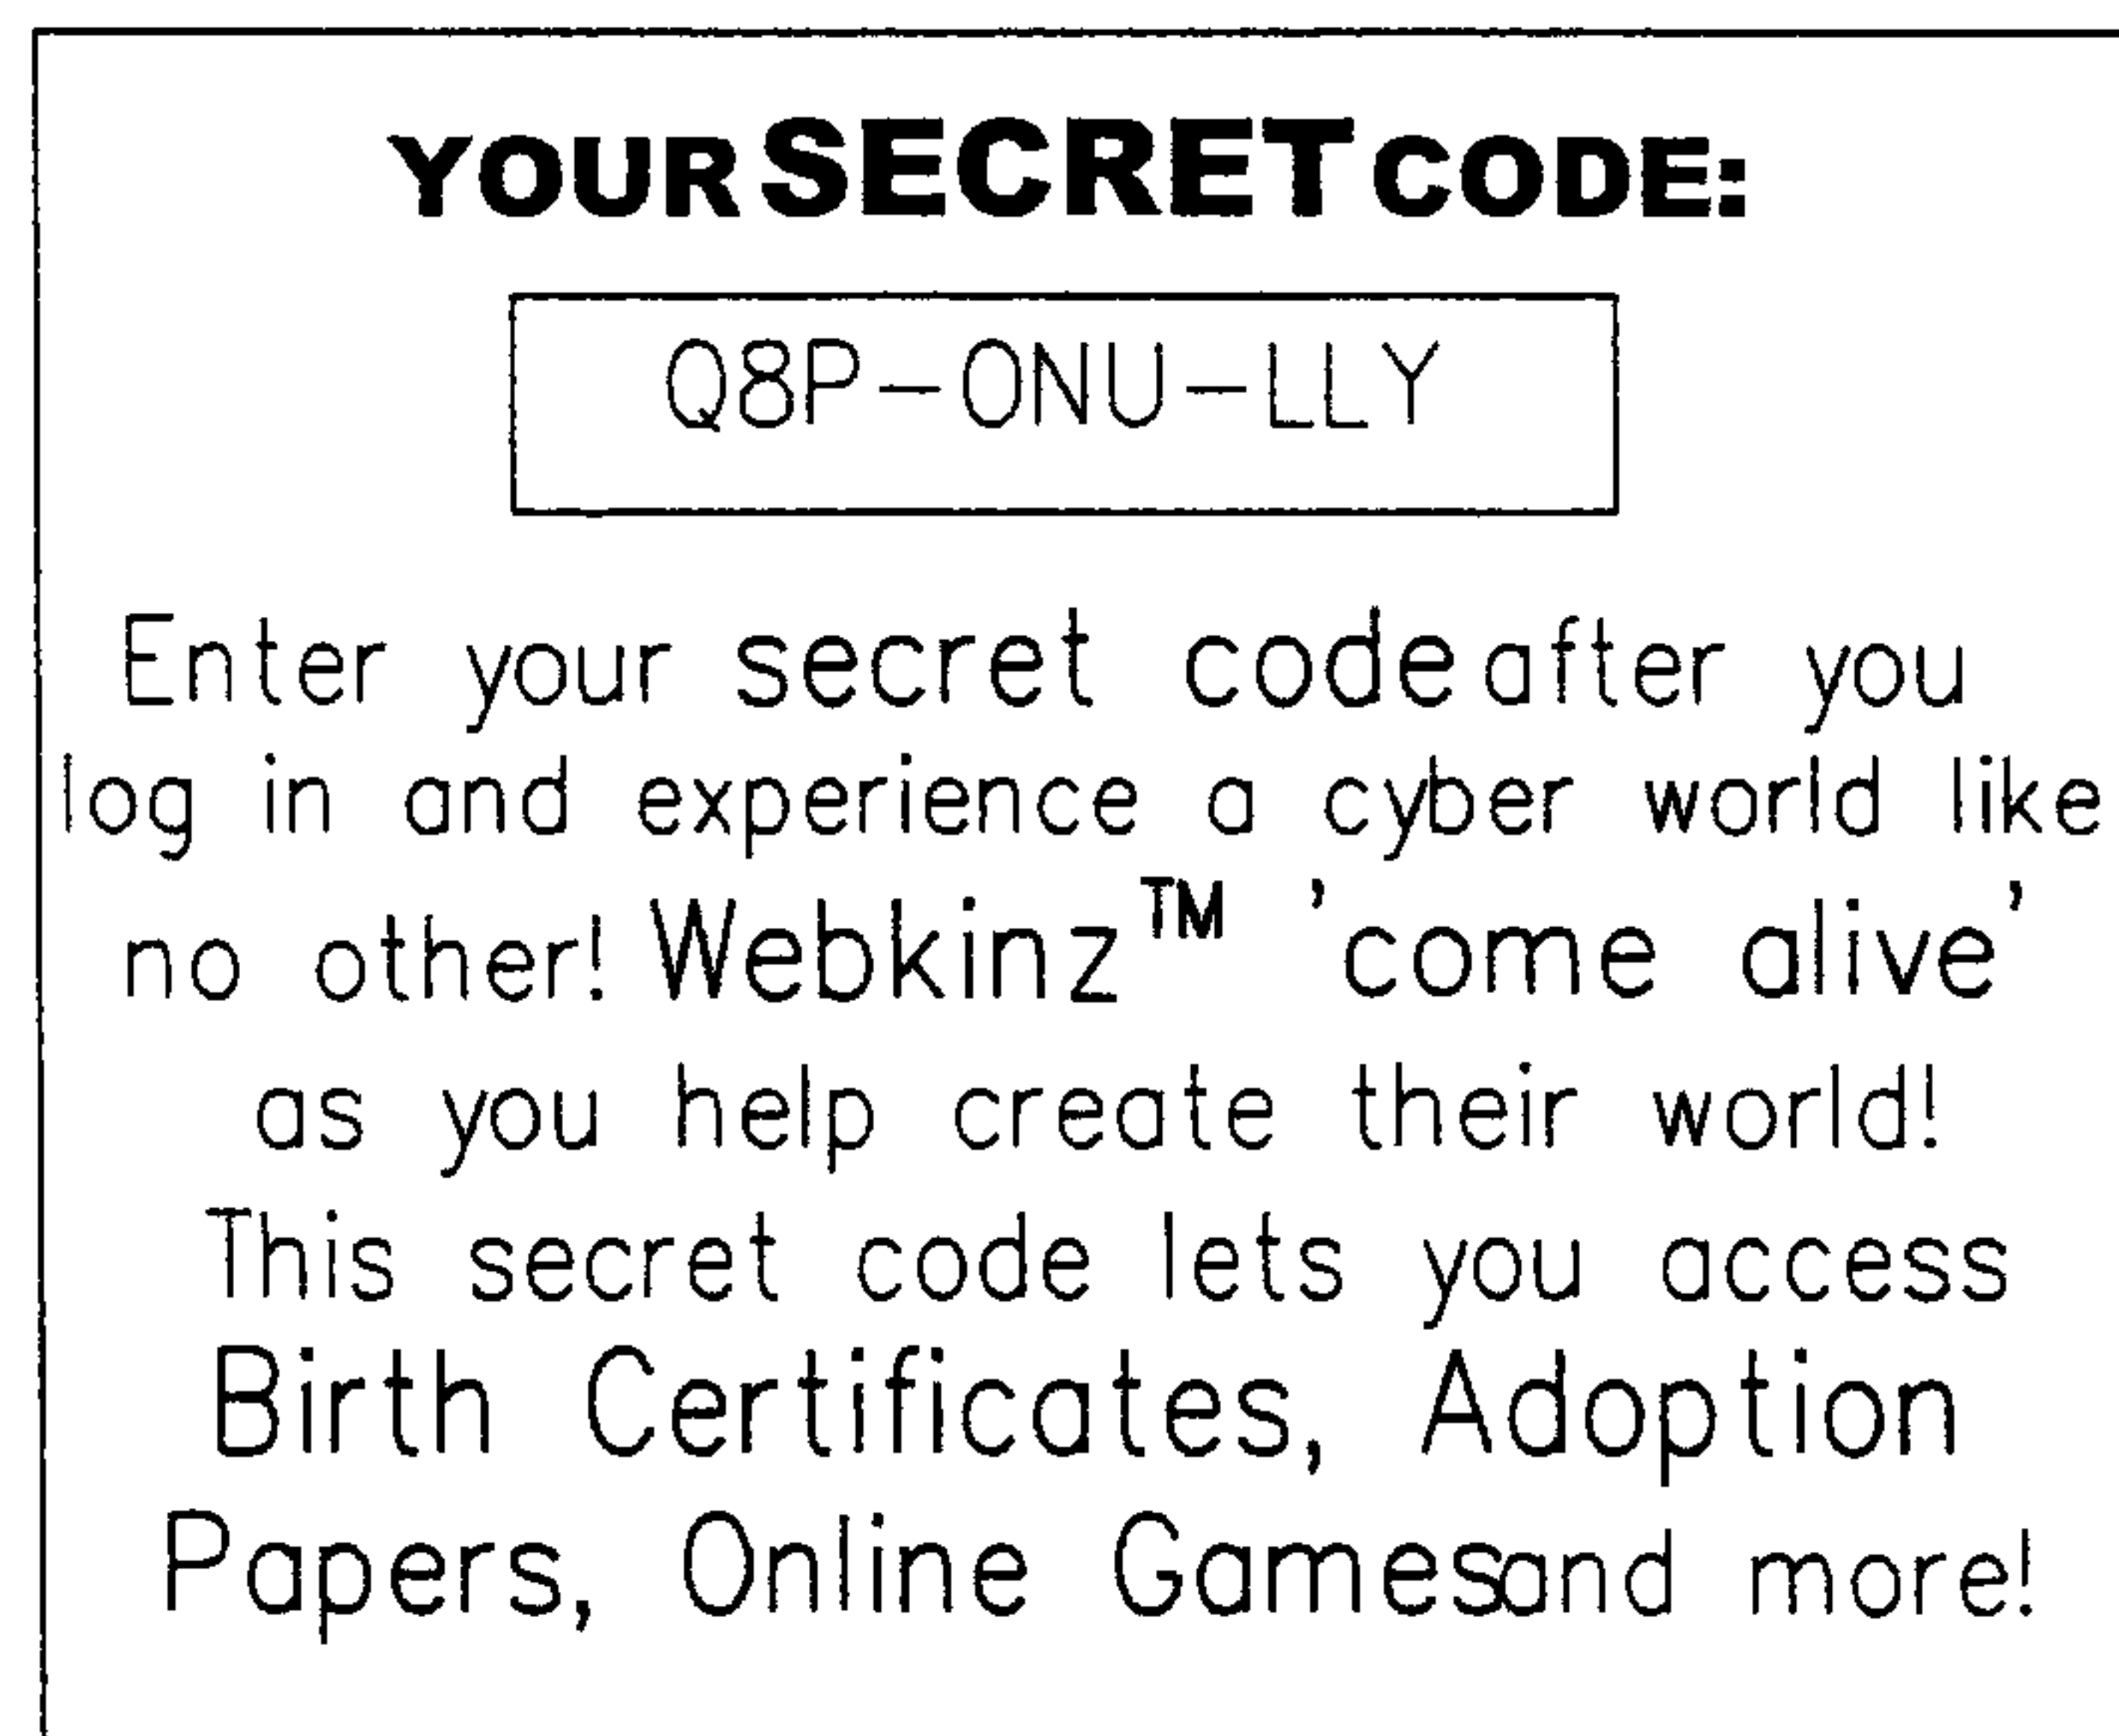 YOUR SECRET CODE:
Q8P-ONU-LLY
Enter your secret code after you
log in and experience a cyber world like
no other! Webkinz™ 'come alive'
as you help create their world!
This secret code lets you access
Birth Certificates, Adoption
Papers, Online Games and more!